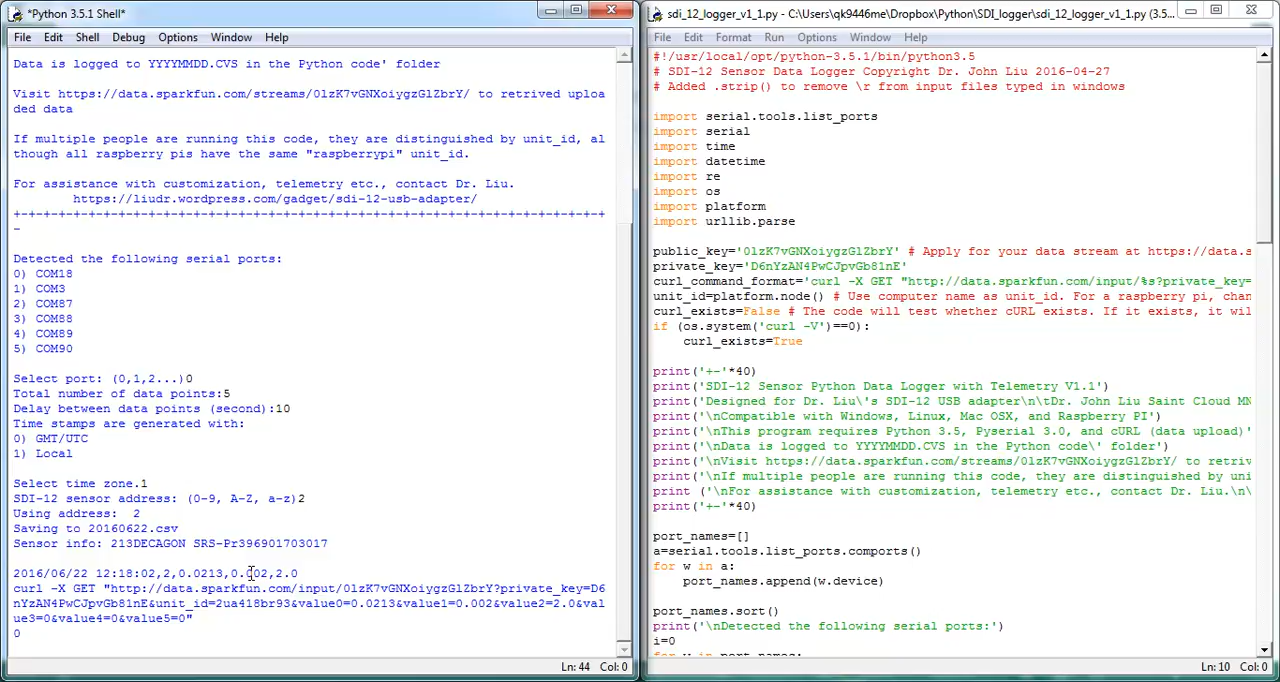 *Python 3.5.1 Shell*
File Edit Shell Debug Options Window Help
Data is logged to YYYYMMDD.CVS in the Python code' folder
Visit https://data.sparkfun.com/streams/0lzK7vGNXoiygzGlZbrY/ to retrived uploa
ded data
If multiple people are running this code, they are distinguished by unit_id, al
though all raspberry pis have the same "raspberrypi" unit_id.
For assistance with customization, telemetry etc., contact Dr. Liu.
https://liudr.wordpress.com/gadget/sdi-12-usb-adapter/
+-+-+-+-+-+-+-+-+-+-+-+-+-+-+-+-+-+-+-+-+-+-+-+-+-+-+-+-+-+-+-+-+-+-+-+-+-+-+-+
-
Detected the following serial ports:
0) COM18
1) COM3
2) COM87
3) COM88
4) COM89
5) COM90
Select port: (0,1,2...)0
Total number of data points:5
Delay between data points (second):10
Time stamps are generated with:
0) GMT/UTC
1) Local
Select time zone.1
SDI-12 sensor address: (0-9, A-Z, a-z)2
Using address:  2
Saving to 20160622.csv
Sensor info: 213DECAGON SRS-Pr396901703017
2016/06/22 12:18:02,2,0.0213,0.002,2.0
curl -X GET "http://data.sparkfun.com/input/0lzK7vGNXoiygzGlZbrY?private_key=D6
nYzAN4PwCJpvGb81nE&unit_id=2ua418br93&value0=0.0213&value1=0.002&value2=2.0&val
ue3=0&value4=0&value5=0"
0
Ln: 44 Col: 0
sdi_12_logger_v1_1.py - C:\Users\qk9446me\Dropbox\Python\SDI_logger\sdi_12_logger_v1_1.py (3.5....
File Edit Format Run Options Window Help
#!/usr/local/opt/python-3.5.1/bin/python3.5
# SDI-12 Sensor Data Logger Copyright Dr. John Liu 2016-04-27
# Added .strip() to remove \r from input files typed in windows
import serial.tools.list_ports
import serial
import time
import datetime
import re
import os
import platform
import urllib.parse
public_key='0lzK7vGNXoiygzGlZbrY' # Apply for your data stream at https://data.s
private_key='D6nYzAN4PwCJpvGb81nE'
curl_command_format='curl -X GET "http://data.sparkfun.com/input/%s?private_key=
unit_id=platform.node() # Use computer name as unit_id. For a raspberry pi, chan
curl_exists=False # The code will test whether cURL exists. If it exists, it wil
if (os.system('curl -V')==0):
curl_exists=True
print('+-'*40)
print('SDI-12 Sensor Python Data Logger with Telemetry V1.1')
print('Designed for Dr. Liu\'s SDI-12 USB adapter\n\tDr. John Liu Saint Cloud MN
print('\nCompatible with Windows, Linux, Mac OSX, and Raspberry PI')
print('\nThis program requires Python 3.5, Pyserial 3.0, and cURL (data upload)'
print('\nData is logged to YYYYMMDD.CVS in the Python code\' folder')
print('\nVisit https://data.sparkfun.com/streams/0lzK7vGNXoiygzGlZbrY/ to retriv
print('\nIf multiple people are running this code, they are distinguished by uni
print ('\nFor assistance with customization, telemetry etc., contact Dr. Liu.\n\
print('+-'*40)
port_names=[]
a=serial.tools.list_ports.comports()
for w in a:
port_names.append(w.device)
port_names.sort()
print('\nDetected the following serial ports:')
i=0
for w in port_names:
Ln: 10 Col: 0